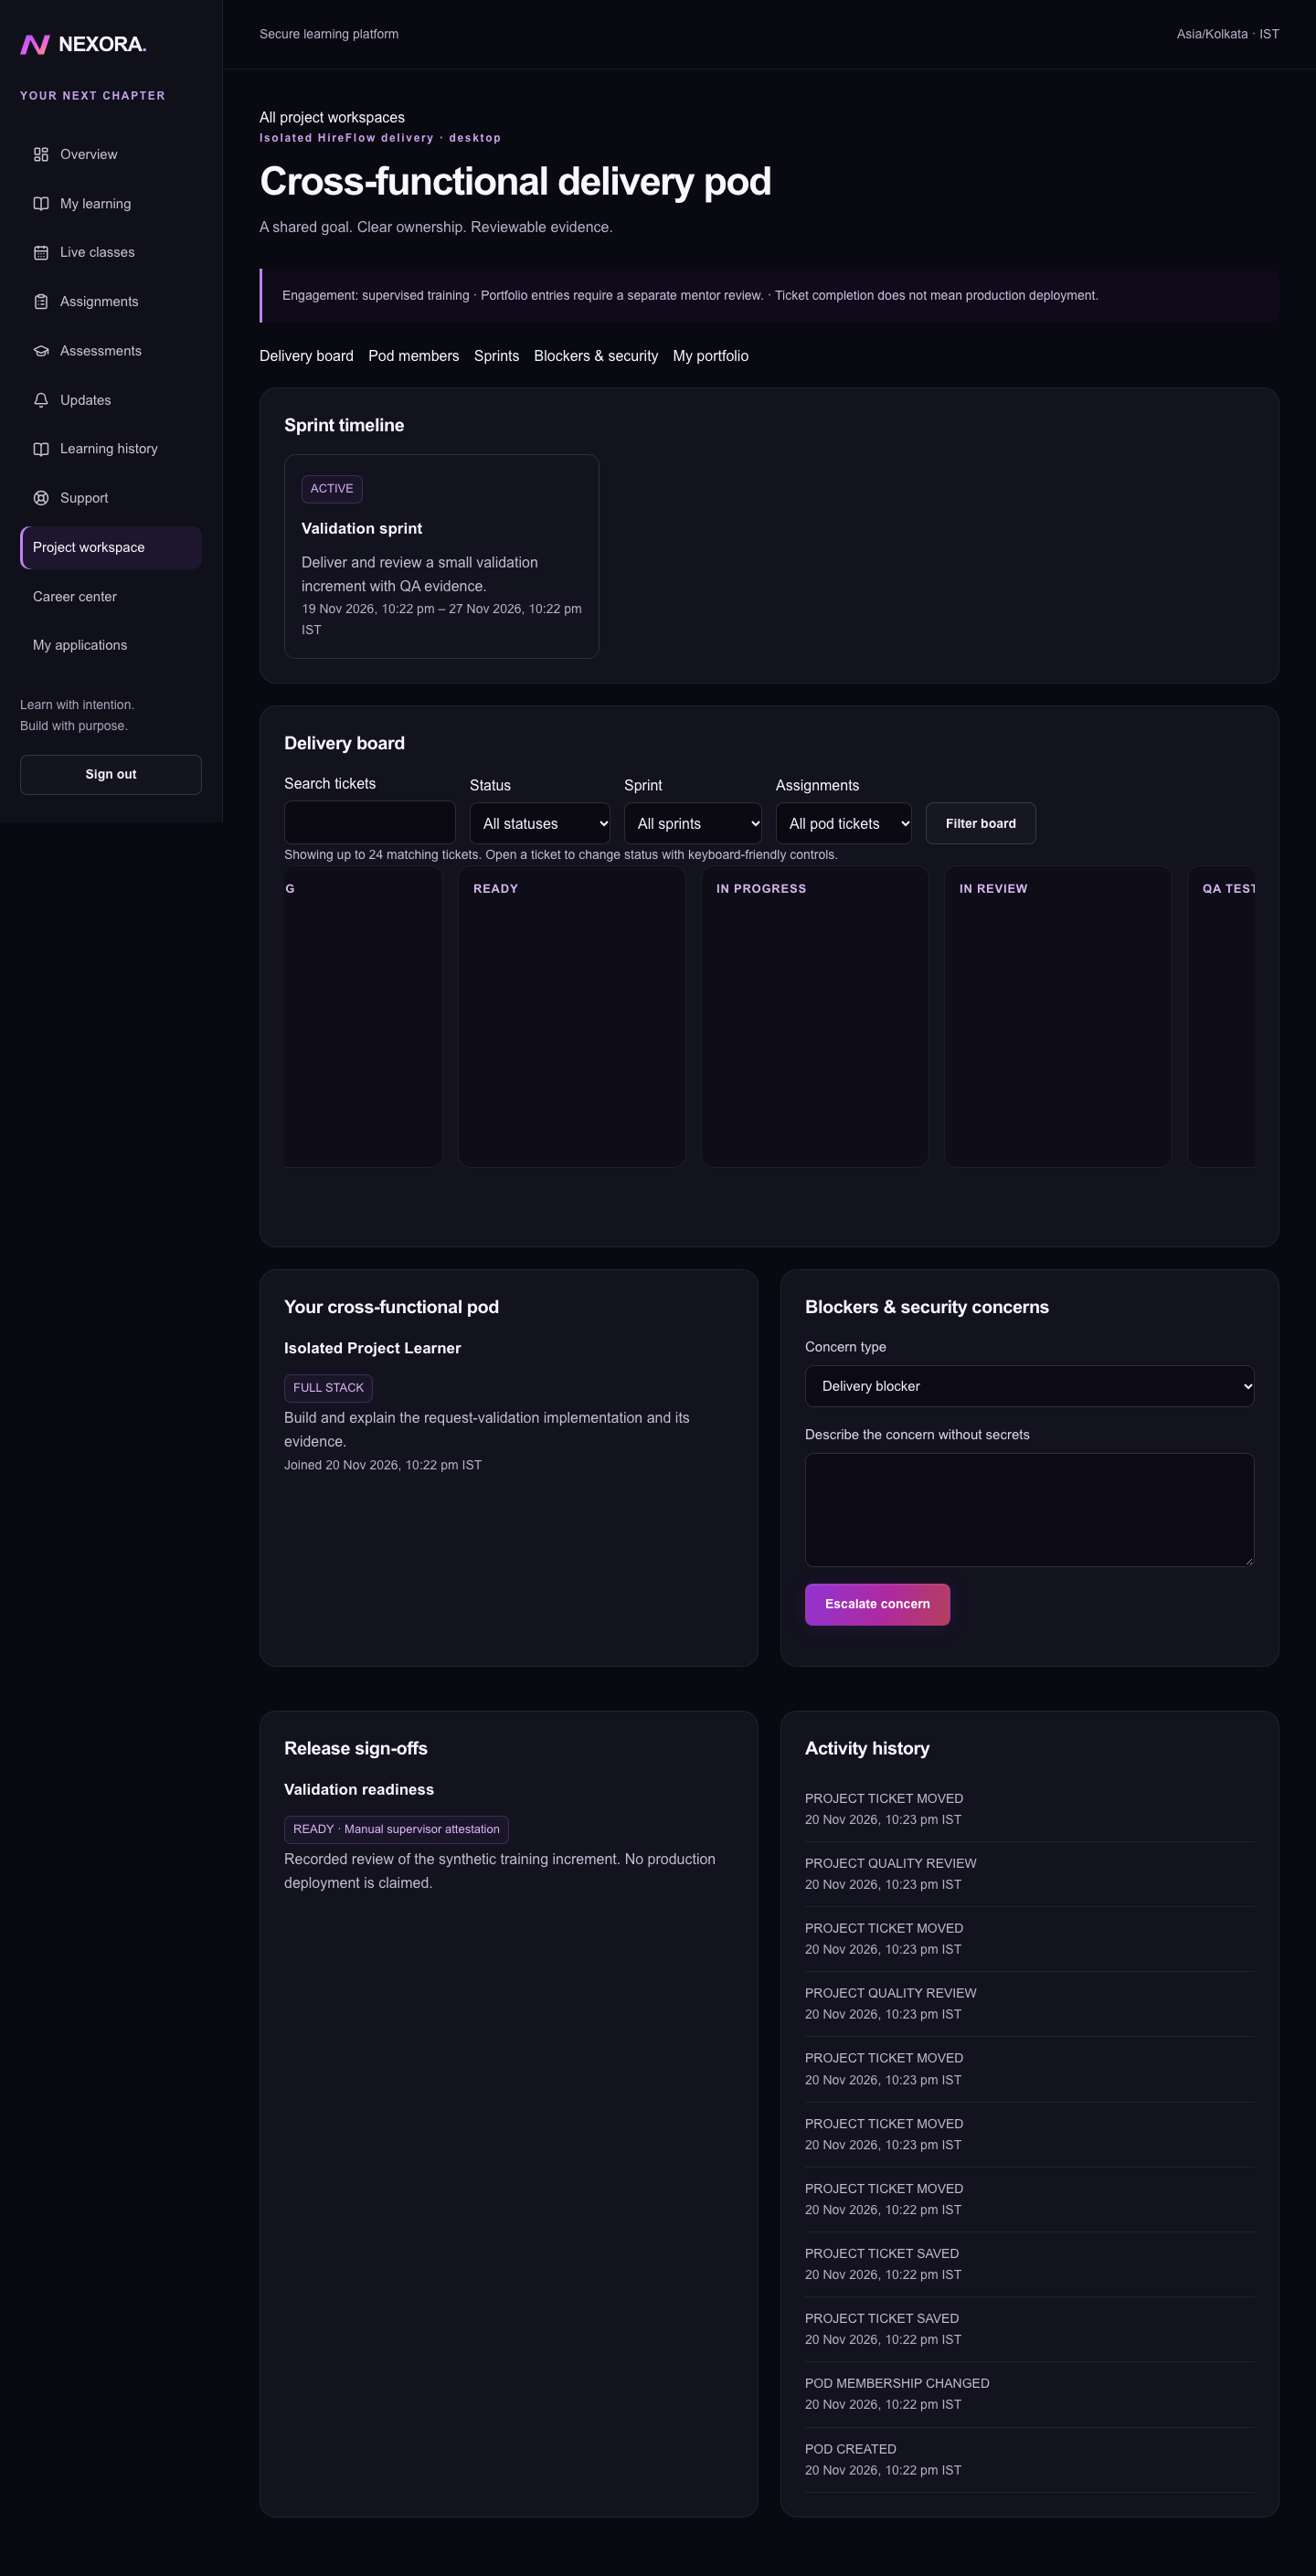 NEXORA.
YOUR NEXT CHAPTER
Overview
My learning
Live classes
Assignments
Assessments
Updates
Learning history
Support
Project workspace
Career center
My applications
Learn with intention.
Build with purpose.
Sign out
Secure learning platform
Asia/Kolkata · IST
All project workspaces
Isolated HireFlow delivery · desktop
Cross-functional delivery pod
A shared goal. Clear ownership. Reviewable evidence.
Engagement: supervised training · Portfolio entries require a separate mentor review. · Ticket completion does not mean production deployment.
Delivery board Pod members Sprints Blockers & security My portfolio
Sprint timeline
ACTIVE
Validation sprint
Deliver and review a small validation
increment with QA evidence.
19 Nov 2026, 10:22 pm – 27 Nov 2026, 10:22 pm
IST
Delivery board
Search tickets Status Sprint Assignments
All statuses All sprints All pod tickets Filter board
Showing up to 24 matching tickets. Open a ticket to change status with keyboard-friendly controls.
G READY IN PROGRESS IN REVIEW QA TEST
Your cross-functional pod
Isolated Project Learner
FULL STACK
Build and explain the request-validation implementation and its
evidence.
Joined 20 Nov 2026, 10:22 pm IST
Blockers & security concerns
Concern type
Delivery blocker
Describe the concern without secrets
Escalate concern
Release sign-offs
Validation readiness
READY · Manual supervisor attestation
Recorded review of the synthetic training increment. No production
deployment is claimed.
Activity history
PROJECT TICKET MOVED
20 Nov 2026, 10:23 pm IST
PROJECT QUALITY REVIEW
20 Nov 2026, 10:23 pm IST
PROJECT TICKET MOVED
20 Nov 2026, 10:23 pm IST
PROJECT QUALITY REVIEW
20 Nov 2026, 10:23 pm IST
PROJECT TICKET MOVED
20 Nov 2026, 10:23 pm IST
PROJECT TICKET MOVED
20 Nov 2026, 10:23 pm IST
PROJECT TICKET MOVED
20 Nov 2026, 10:22 pm IST
PROJECT TICKET SAVED
20 Nov 2026, 10:22 pm IST
PROJECT TICKET SAVED
20 Nov 2026, 10:22 pm IST
POD MEMBERSHIP CHANGED
20 Nov 2026, 10:22 pm IST
POD CREATED
20 Nov 2026, 10:22 pm IST